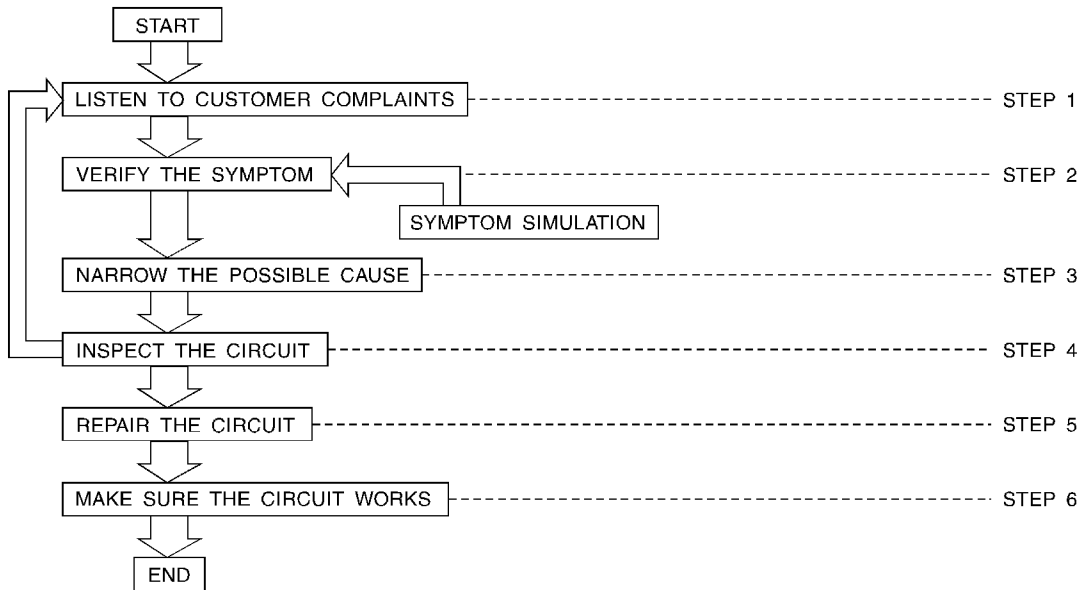 START
LISTEN TO CUSTOMER COMPLAINTS STEP 1
VERIFY THE SYMPTOM STEP 2
SYMPTOM SIMULATION
NARROW THE POSSIBLE CAUSE STEP 3
INSPECT THE CIRCUIT STEP 4
REPAIR THE CIRCUIT STEP 5
MAKE SURE THE CIRCUIT WORKS STEP 6
END